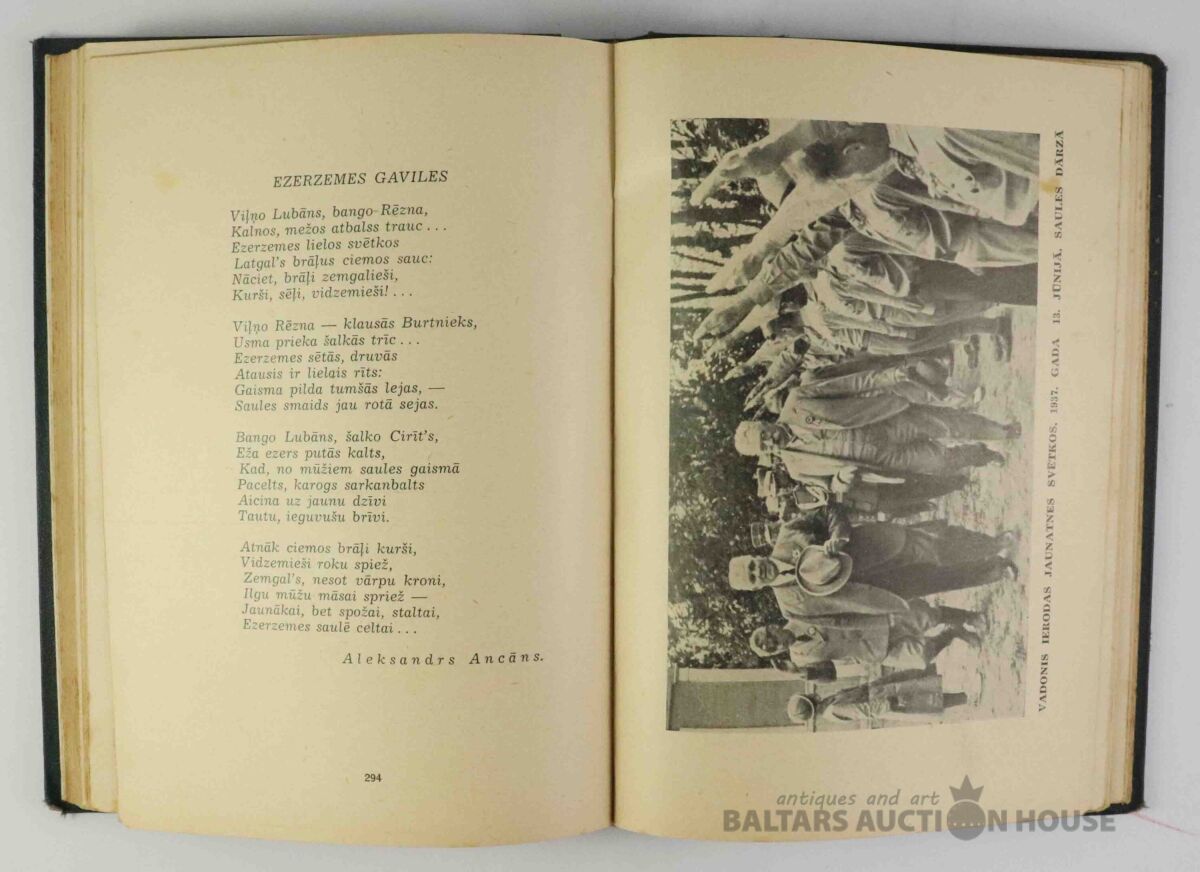 EZERZEMES GAVILES
Viļņo Lubāns, bango Rēzna,
Kalnos, mežos atbalss trauc . . .
Ezerzemes lielos svētkos
Latgal's brāļus ciemos sauc:
Nāciet, brāļi zemgalieši,
Kurši, sēļi, vidzemieši! . . .
Viļņo Rēzna — klausās Burtnieks,
Usma prieka šalkās trīc . . .
Ezerzemes sētās, druvās
Atausis ir lielais rīts:
Gaisma pilda tumšās lejas, —
Saules smaids jau rotā sejas.
Bango Lubāns, šalko Cirīt's,
Eža ezers putās kalts,
Kad, no mūžiem saules gaismā
Pacelts, karogs sarkanbalts
Aicina uz jaunu dzīvi
Tautu, ieguvušu brīvi.
Atnāk ciemos brāļi kurši,
Vidzemieši roku spiež,
Zemgal's, nesot vārpu kroni,
Ilgu mūžu māsai spriež —
Jaunākai, bet spožai, staltai,
Ezerzemes saulē celtai . . .
Aleksandrs Ancāns.
294
VADONIS IERODAS JAUNATNES SVĒTKOS, 1937. GADA 13. JŪNIJĀ, SAULES DĀRZĀ
antiques and art
BALTARS AUCTION HOUSE